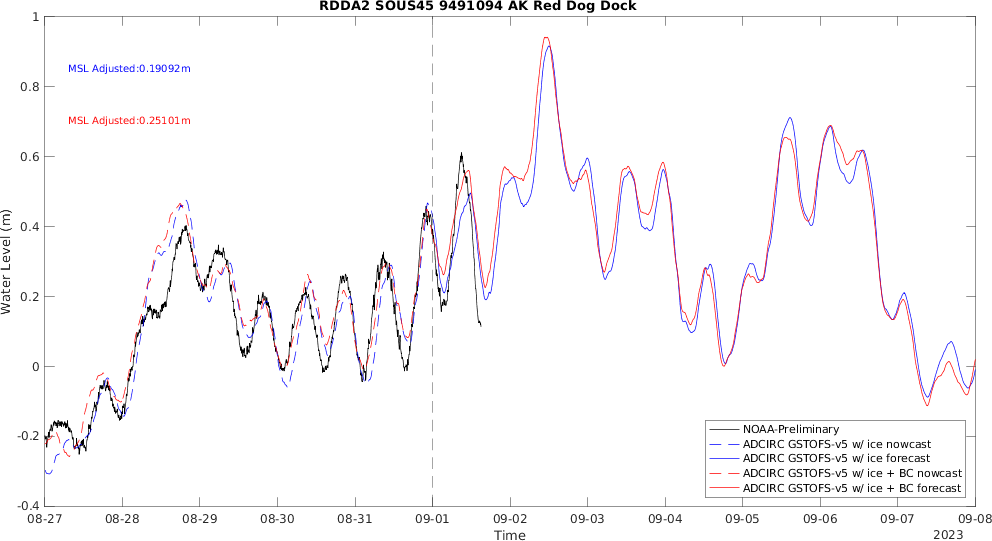 RDDA2 SOUS45 9491094 AK Red Dog Dock
MSL Adjusted:0.19092m
MSL Adjusted:0.25101m
Water Level (m)
1
0.8
0.6
0.4
0.2
0
-0.2
-0.4
NOAA-Preliminary
ADCIRC GSTOFS-v5 w/ ice nowcast
ADCIRC GSTOFS-v5 w/ ice forecast
ADCIRC GSTOFS-v5 w/ ice + BC nowcast
ADCIRC GSTOFS-v5 w/ ice + BC forecast
08-27 08-28 08-29 08-30 08-31 09-01 09-02 09-03 09-04 09-05 09-06 09-07 09-08
Time
2023